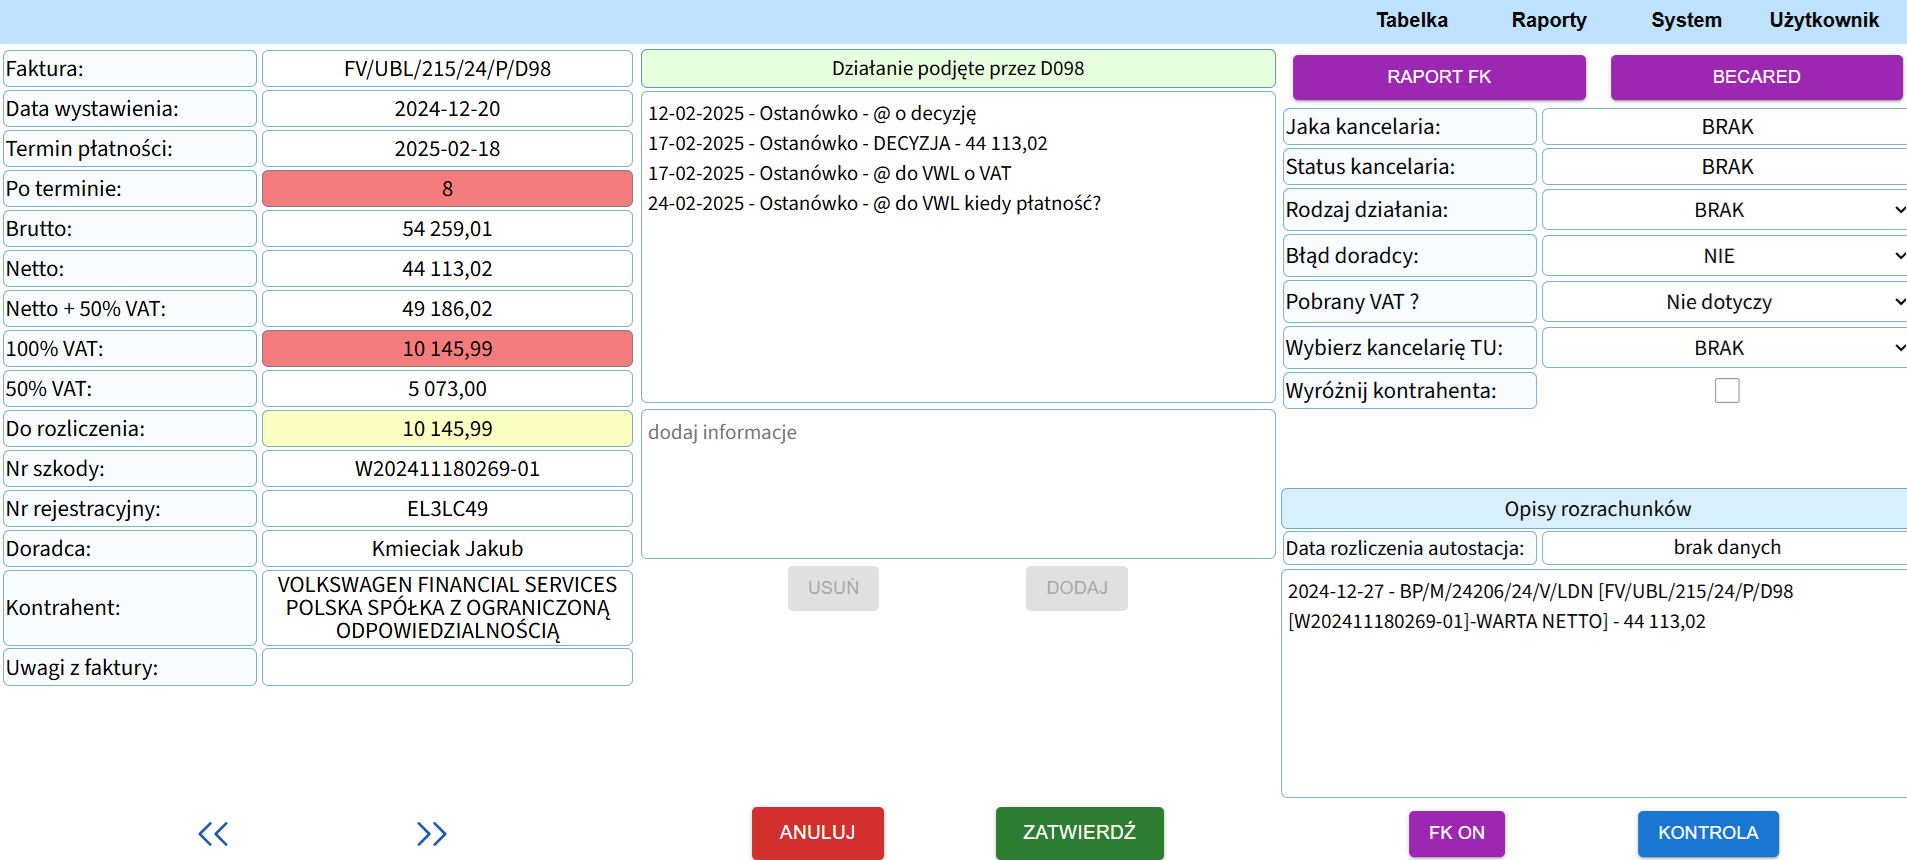 Tabelka Raporty System Użytkownik
Faktura: FV/UBL/215/24/P/D98
Data wystawienia: 2024-12-20
Termin płatności: 2025-02-18
Po terminie: 8
Brutto: 54 259,01
Netto: 44 113,02
Netto + 50% VAT: 49 186,02
100% VAT: 10 145,99
50% VAT: 5 073,00
Do rozliczenia: 10 145,99
Nr szkody: W202411180269-01
Nr rejestracyjny: EL3LC49
Doradca: Kmieciak Jakub
Kontrahent: VOLKSWAGEN FINANCIAL SERVICES
POLSKA SPÓŁKA Z OGRANICZONĄ
ODPOWIEDZIALNOŚCIĄ
Uwagi z faktury:
Działanie podjęte przez D098
12-02-2025 - Ostanówko - @ o decyzję
17-02-2025 - Ostanówko - DECYZJA - 44 113,02
17-02-2025 - Ostanówko - @ do VWL o VAT
24-02-2025 - Ostanówko - @ do VWL kiedy płatność?
dodaj informacje
USUŃ DODAJ
RAPORT FK BECARED
Jaka kancelaria: BRAK
Status kancelaria: BRAK
Rodzaj działania: BRAK
Błąd doradcy: NIE
Pobrany VAT ? Nie dotyczy
Wybierz kancelarię TU: BRAK
Wyróżnij kontrahenta:
Opisy rozrachunków
Data rozliczenia autostacja: brak danych
2024-12-27 - BP/M/24206/24/V/LDN [FV/UBL/215/24/P/D98
[W202411180269-01]-WARTA NETTO] - 44 113,02
ANULUJ ZATWIERDŹ FK ON KONTROLA